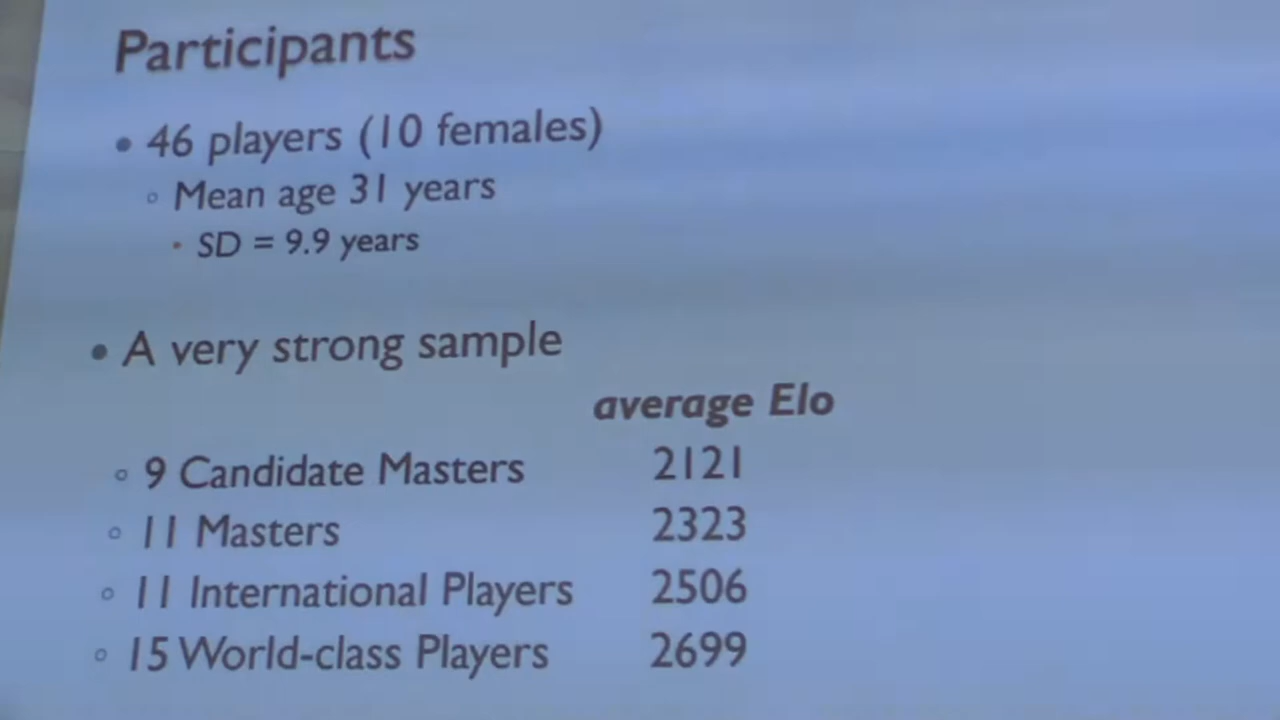 Participants
• 46 players (10 females)
◦ Mean age 31 years
• SD = 9.9 years
• A very strong sample
average Elo
◦ 9 Candidate Masters 2121
◦ 11 Masters 2323
◦ 11 International Players 2506
◦ 15 World-class Players 2699